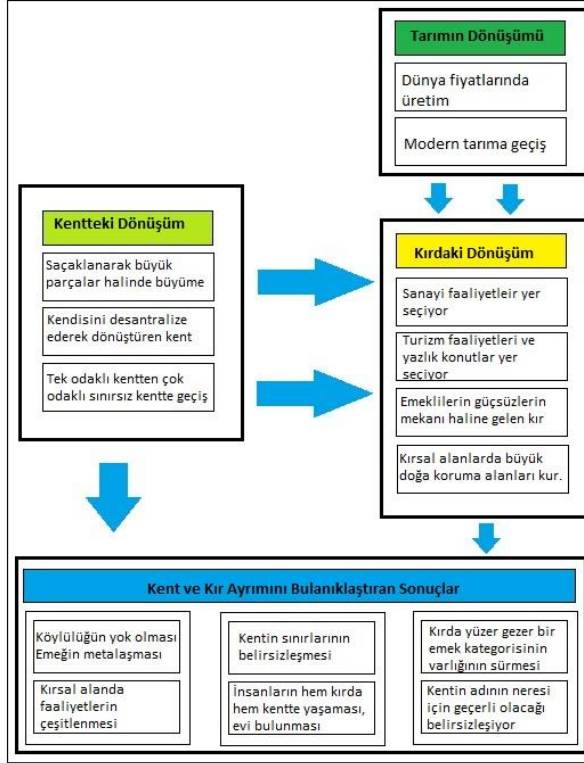 Tarımın Dönüşümü
Dünya fiyatlarında
üretim
Modern tarıma geçiş
Kentteki Dönüşüm
Saçaklanarak büyük
parçalar halinde büyüme
Kendisini desantralize
ederek dönüştüren kent
Tek odaklı kentten çok
odaklı sınırsız kentte geçiş
Kırdaki Dönüşüm
Sanayi faaliyetleir yer
seçiyor
Turizm faaliyetleri ve
yazlık konutlar yer
seçiyor
Emeklilerin güçsüzlerin
mekanı haline gelen kır
Kırsal alanlarda büyük
doğa koruma alanları kur.
Kent ve Kır Ayrımını Bulanıklaştıran Sonuçlar
Köylülüğün yok olması
Emeğin metalaşması
Kırsal alanda
faaliyetlerin
çeşitlenmesi
Kentin sınırlarının
belirsizleşmesi
İnsanların hem kırda
hem kentte yaşaması,
evi bulunması
Kırda yüzer gezer bir
emek kategorisinin
varlığının sürmesi
Kentin adının neresi
için geçerli olacağı
belirsizleşiyor